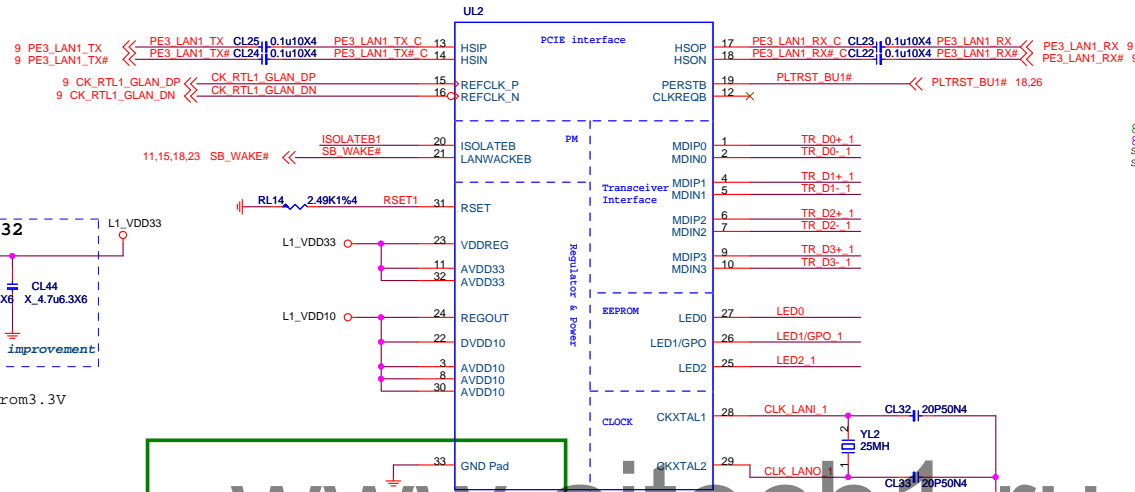 UL2
PCIE interface
9 PE3_LAN1_TX PE3_LAN1_TX CL25 0.1u10X4 PE3_LAN1_TX_C 13 HSIP HSOP 17 PE3_LAN1_RX_C CL23 0.1u10X4 PE3_LAN1_RX PE3_LAN1_RX 9
9 PE3_LAN1_TX# PE3_LAN1_TX# CL24 0.1u10X4 PE3_LAN1_TX#_C 14 HSIN HSON 18 PE3_LAN1_RX#_C CL22 0.1u10X4 PE3_LAN1_RX# PE3_LAN1_RX#
9 CK_RTL1_GLAN_DP CK_RTL1_GLAN_DP 15 REFCLK_P PERSTB 19 PLTRST_BU1# PLTRST_BU1# 18,26
9 CK_RTL1_GLAN_DN CK_RTL1_GLAN_DN 16 REFCLK_N CLKREQB 12
PM
ISOLATEB1 20 ISOLATEB MDIP0 1 TR_D0+_1
11,15,18,23 SB_WAKE# SB_WAKE# 21 LANWACKEB MDIN0 2 TR_D0-_1
Transceiver
Interface
MDIP1 4 TR_D1+_1
MDIN1 5 TR_D1-_1
RL14 2.49K1%4 RSET1 31 RSET
MDIP2 6 TR_D2+_1
MDIN2 7 TR_D2-_1
32
L1_VDD33
L1_VDD33 23 VDDREG
MDIP3 9 TR_D3+_1
MDIN3 10 TR_D3-_1
11 AVDD33
32 AVDD33
Regulator & Power
CL44
X6 X_4.7u6.3X6
improvement
EEPROM
L1_VDD10 24 REGOUT LED0 27 LED0
22 DVDD10 LED1/GPO 26 LED1/GPO_1
3 AVDD10 LED2 25 LED2_1
8 AVDD10
30 AVDD10
rom3.3V
CLOCK
CKXTAL1 28 CLK_LANI_1 CL32 20P50N4
2 YL2
25MH
1
33 GND Pad CKXTAL2 29 CLK_LANO_1 CL33 20P50N4